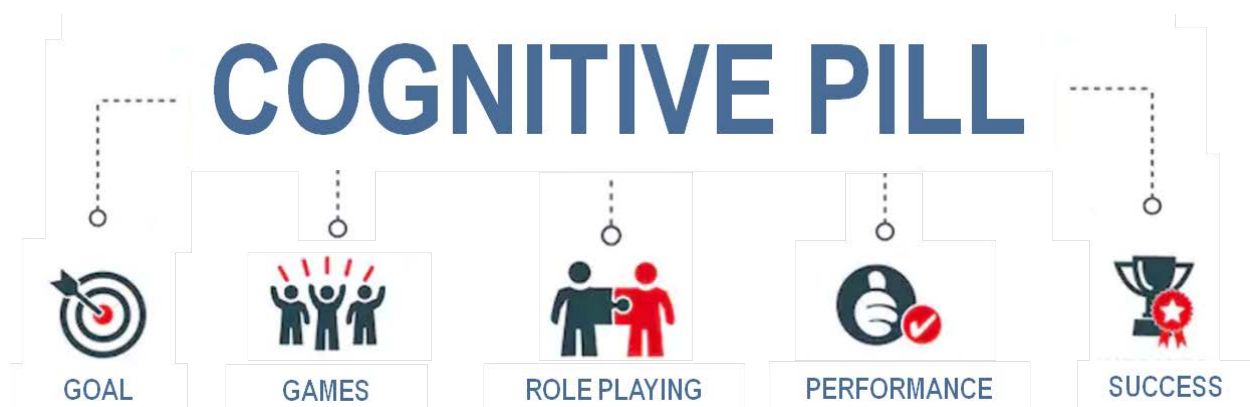 COGNITIVE PILL
GOAL
GAMES
ROLE PLAYING
PERFORMANCE
SUCCESS